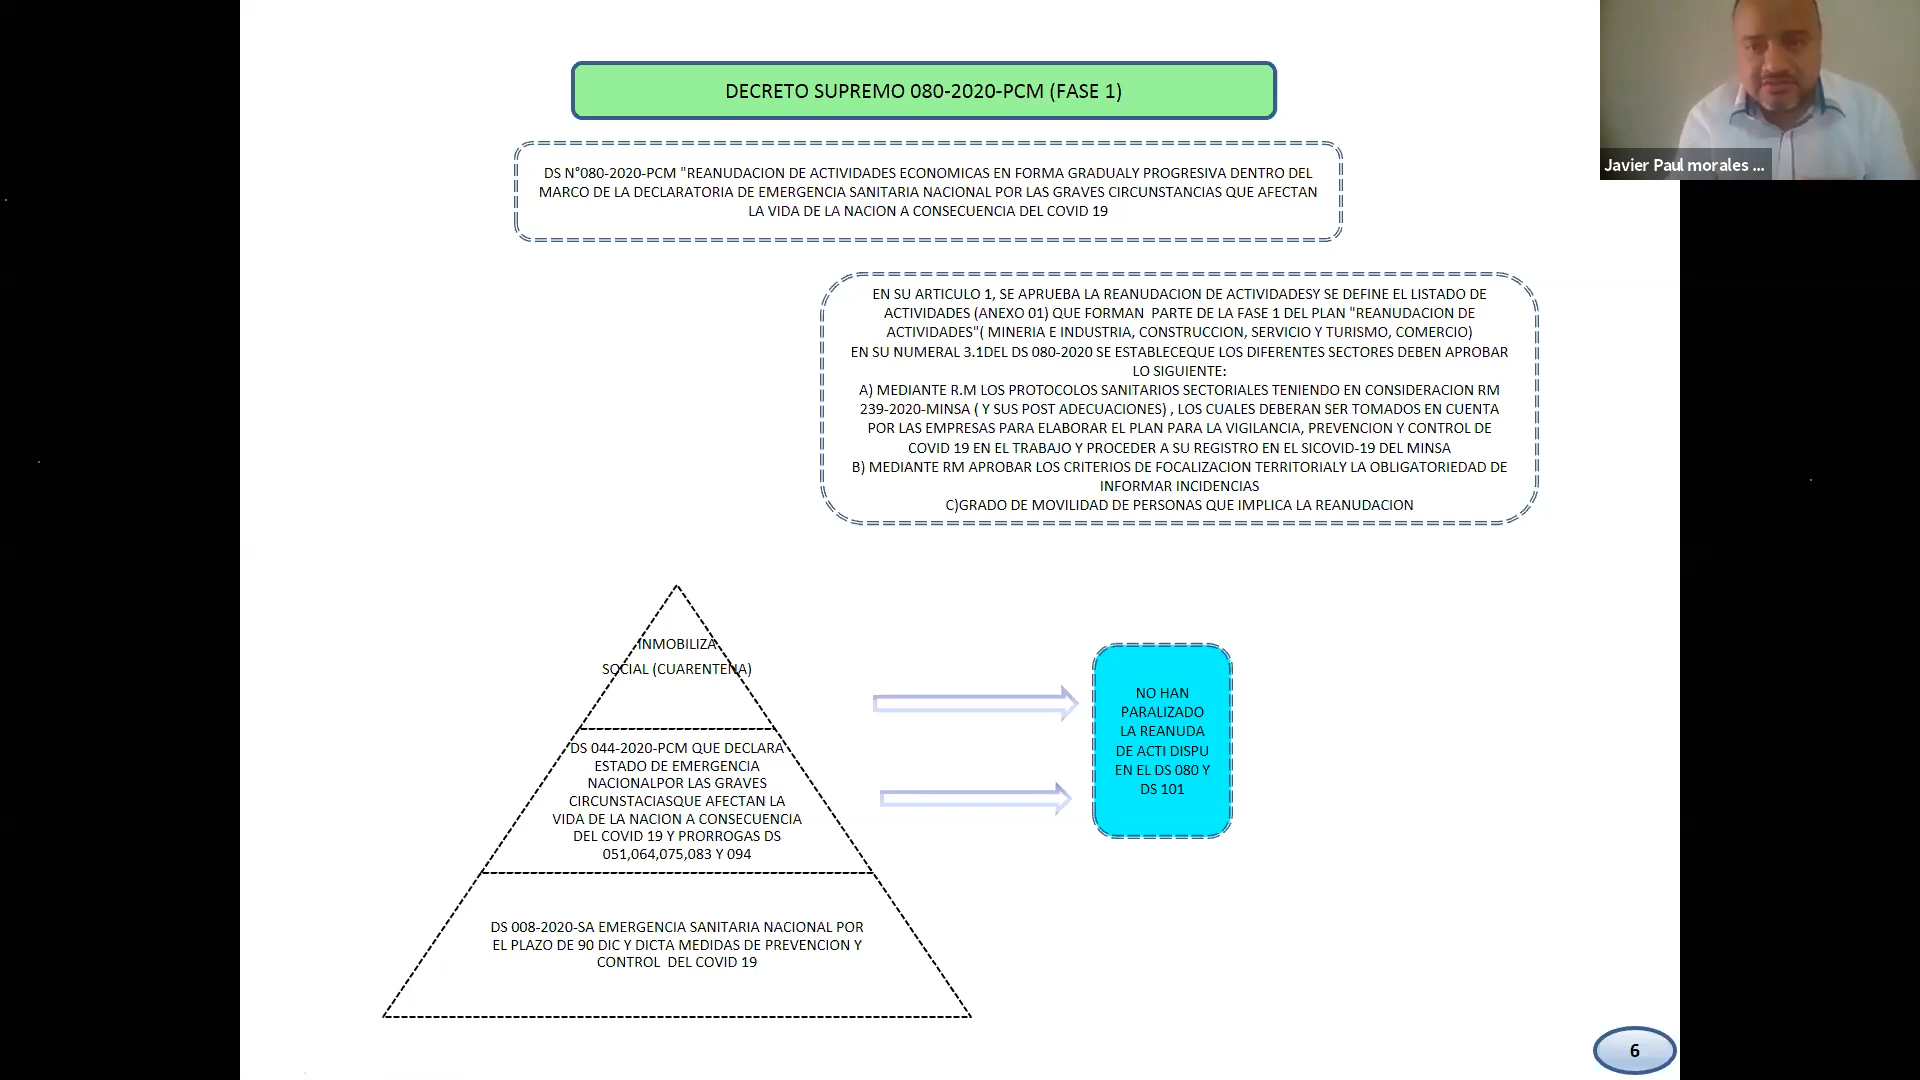 DECRETO SUPREMO 080-2020-PCM (FASE 1)
DS N°080-2020-PCM "REANUDACION DE ACTIVIDADES ECONOMICAS EN FORMA GRADUALY PROGRESIVA DENTRO DEL
MARCO DE LA DECLARATORIA DE EMERGENCIA SANITARIA NACIONAL POR LAS GRAVES CIRCUNSTANCIAS QUE AFECTAN
LA VIDA DE LA NACION A CONSECUENCIA DEL COVID 19
Javier Paul morales ...
EN SU ARTICULO 1, SE APRUEBA LA REANUDACION DE ACTIVIDADESY SE DEFINE EL LISTADO DE
ACTIVIDADES (ANEXO 01) QUE FORMAN PARTE DE LA FASE 1 DEL PLAN "REANUDACION DE
ACTIVIDADES"( MINERIA E INDUSTRIA, CONSTRUCCION, SERVICIO Y TURISMO, COMERCIO)
EN SU NUMERAL 3.1DEL DS 080-2020 SE ESTABLECEQUE LOS DIFERENTES SECTORES DEBEN APROBAR
LO SIGUIENTE:
A) MEDIANTE R.M LOS PROTOCOLOS SANITARIOS SECTORIALES TENIENDO EN CONSIDERACION RM
239-2020-MINSA ( Y SUS POST ADECUACIONES) , LOS CUALES DEBERAN SER TOMADOS EN CUENTA
POR LAS EMPRESAS PARA ELABORAR EL PLAN PARA LA VIGILANCIA, PREVENCION Y CONTROL DE
COVID 19 EN EL TRABAJO Y PROCEDER A SU REGISTRO EN EL SICOVID-19 DEL MINSA
B) MEDIANTE RM APROBAR LOS CRITERIOS DE FOCALIZACION TERRITORIALY LA OBLIGATORIEDAD DE
INFORMAR INCIDENCIAS
C)GRADO DE MOVILIDAD DE PERSONAS QUE IMPLICA LA REANUDACION
INMOBILIZA
SOCIAL (CUARENTENA)
DS 044-2020-PCM QUE DECLARA
ESTADO DE EMERGENCIA
NACIONALPOR LAS GRAVES
CIRCUNSTACIASQUE AFECTAN LA
VIDA DE LA NACION A CONSECUENCIA
DEL COVID 19 Y PRORROGAS DS
051,064,075,083 Y 094
DS 008-2020-SA EMERGENCIA SANITARIA NACIONAL POR
EL PLAZO DE 90 DIC Y DICTA MEDIDAS DE PREVENCION Y
CONTROL DEL COVID 19
NO HAN
PARALIZADO
LA REANUDA
DE ACTI DISPU
EN EL DS 080 Y
DS 101
6